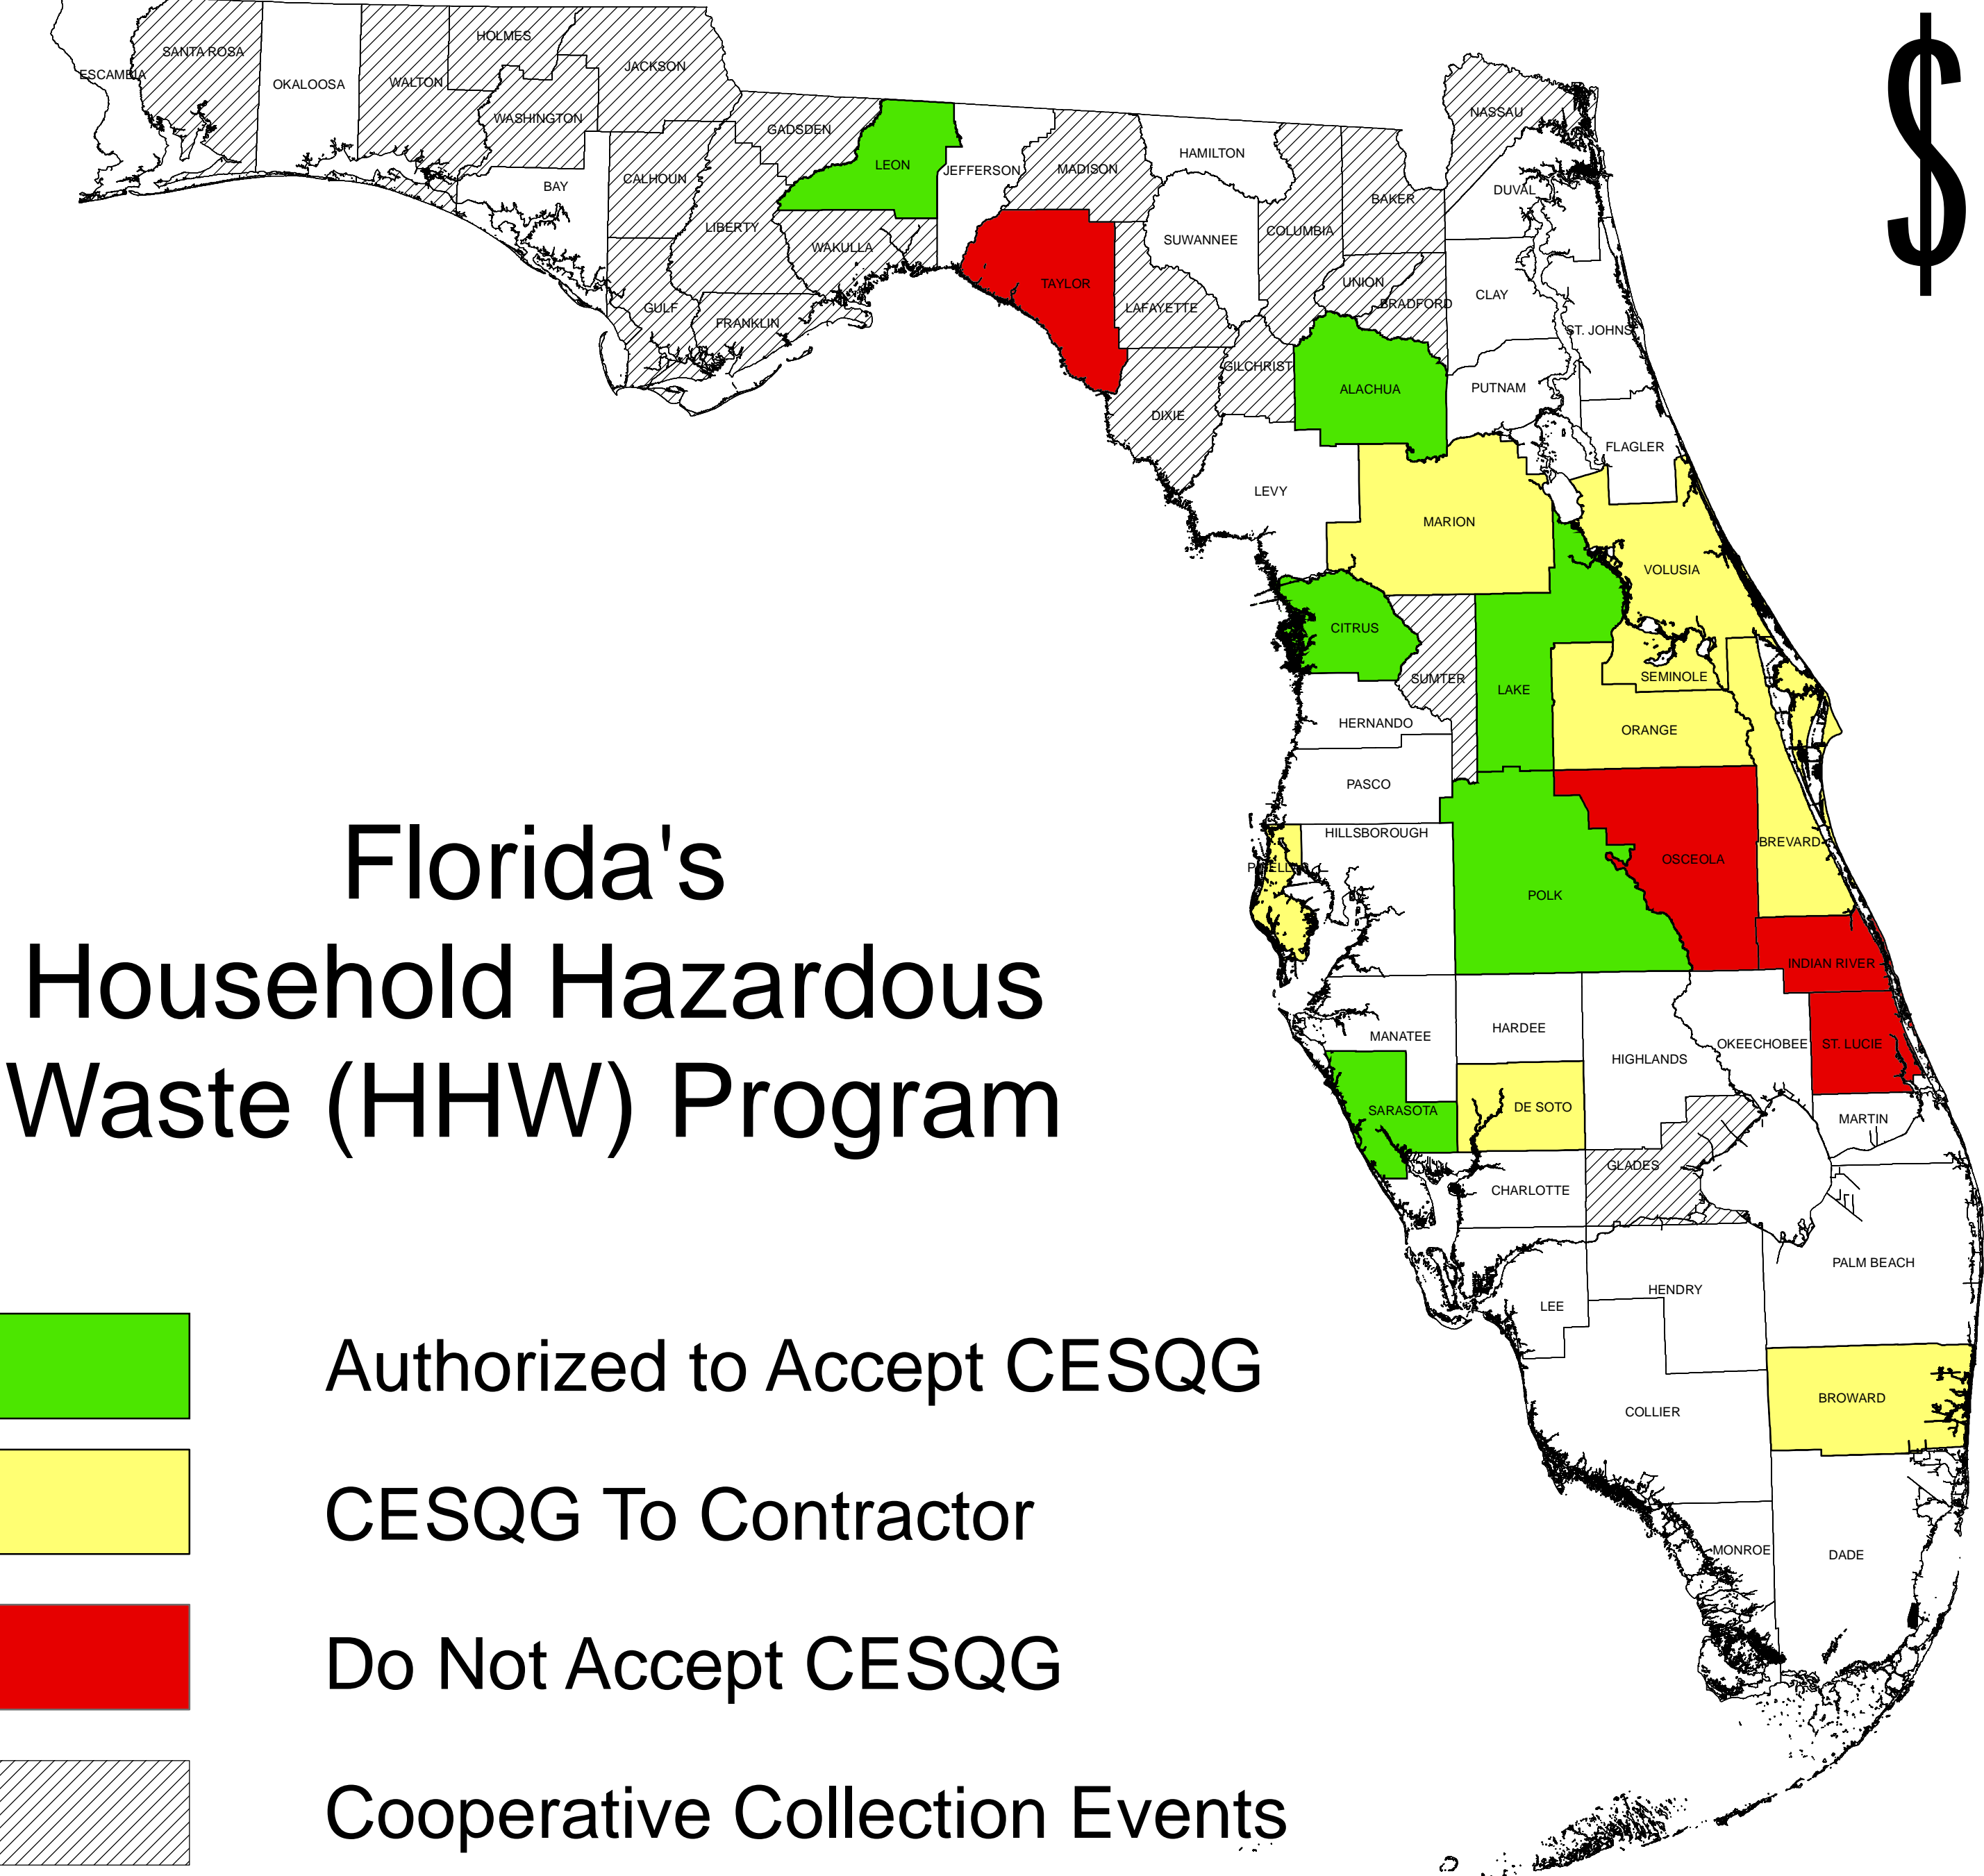 $
SANTA ROSA
HOLMES
ESCAMBIA
OKALOOSA
WALTON
JACKSON
WASHINGTON
NASSAU
GADSDEN
LEON
JEFFERSON
MADISON
HAMILTON
BAY
CALHOUN
DUVAL
BAKER
LIBERTY
WAKULLA
SUWANNEE
COLUMBIA
TAYLOR
UNION
CLAY
GULF
FRANKLIN
LAFAYETTE
BRADFORD
ST. JOHNS
GILCHRIST
ALACHUA
PUTNAM
DIXIE
FLAGLER
LEVY
MARION
VOLUSIA
CITRUS
SUMTER
LAKE
SEMINOLE
HERNANDO
ORANGE
PASCO
HILLSBOROUGH
BREVARD
OSCEOLA
POLK
INDIAN RIVER
MANATEE
HARDEE
HIGHLANDS
OKEECHOBEE
ST. LUCIE
SARASOTA
DE SOTO
MARTIN
GLADES
CHARLOTTE
PALM BEACH
LEE
HENDRY
COLLIER
BROWARD
MONROE
DADE
Florida's
Household Hazardous
Waste (HHW) Program
Authorized to Accept CESQG
CESQG To Contractor
Do Not Accept CESQG
Cooperative Collection Events